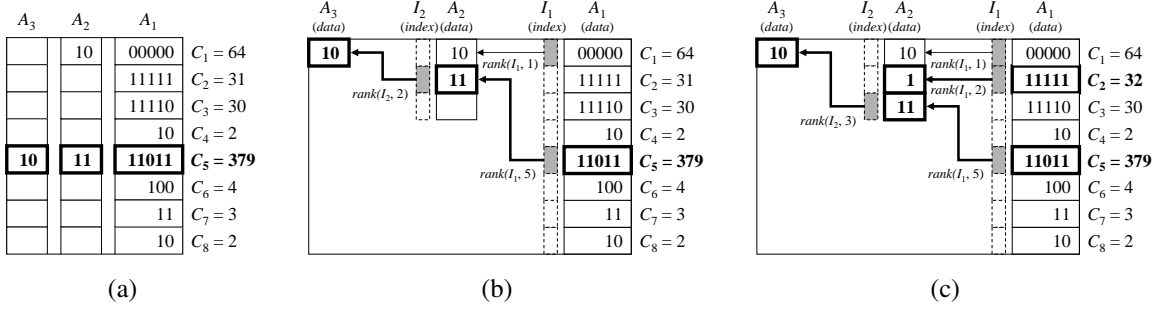 A3 A2 A1
10 00000 C1 = 64
11111 C2 = 31
11110 C3 = 30
10 C4 = 2
10 11 11011 C5 = 379
100 C6 = 4
11 C7 = 3
10 C8 = 2
(a)
A3 I2 A2 I1 A1
(data) (index) (data) (index) (data)
10 10 00000 C1 = 64
rank(I1, 1)
11 11111 C2 = 31
rank(I2, 2)
11110 C3 = 30
10 C4 = 2
11011 C5 = 379
rank(I1, 5)
100 C6 = 4
11 C7 = 3
10 C8 = 2
(b)
A3 I2 A2 I1 A1
(data) (index) (data) (index) (data)
10 10 00000 C1 = 64
rank(I1, 1)
1 11111 C2 = 32
rank(I1, 2)
11 11110 C3 = 30
rank(I2, 3)
10 C4 = 2
11011 C5 = 379
rank(I1, 5)
100 C6 = 4
11 C7 = 3
10 C8 = 2
(c)